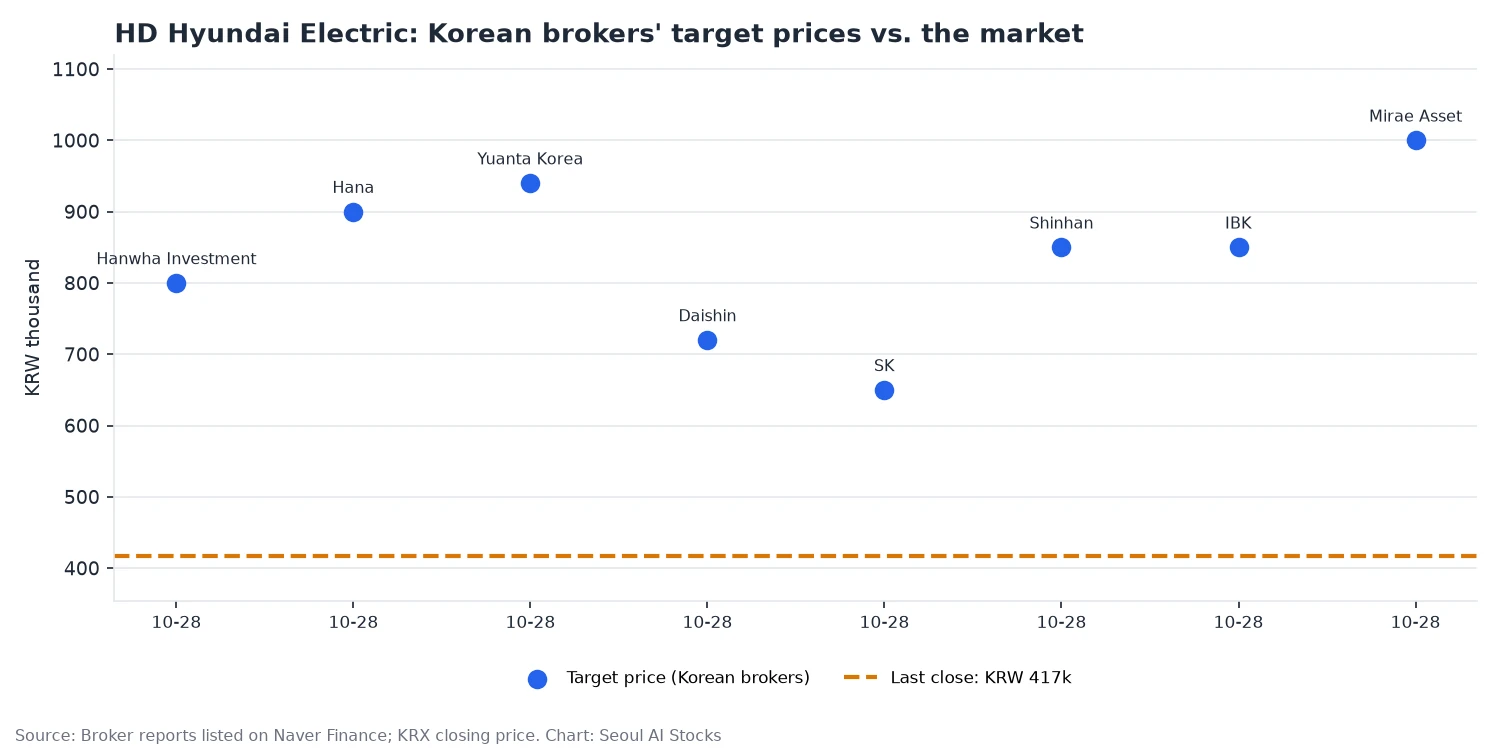 HD Hyundai Electric: Korean brokers' target prices vs. the market
KRW thousand
1100
1000
900
800
700
600
500
400
Hanwha Investment
Hana
Yuanta Korea
Daishin
SK
Shinhan
IBK
Mirae Asset
10-28 10-28 10-28 10-28 10-28 10-28 10-28 10-28
Target price (Korean brokers) Last close: KRW 417k
Source: Broker reports listed on Naver Finance; KRX closing price. Chart: Seoul AI Stocks